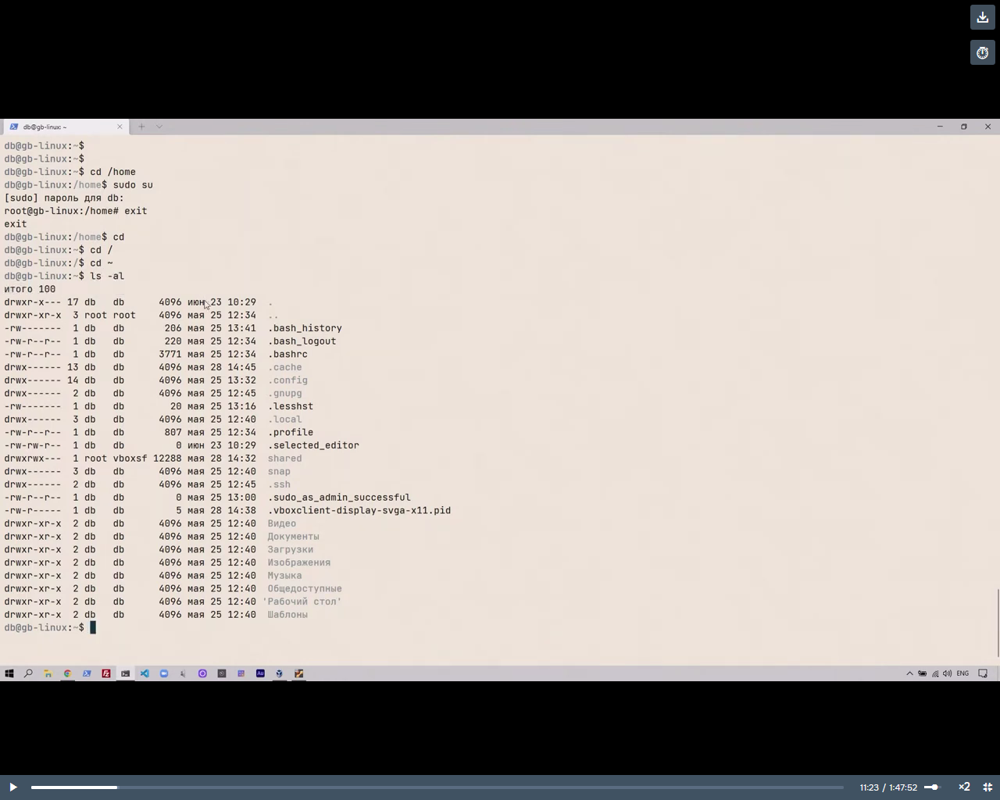 db@gb-linux: ~
db@gb-linux:~$
db@gb-linux:~$
db@gb-linux:~$ cd /home
db@gb-linux:/home$ sudo su
[sudo] пароль для db:
root@gb-linux:/home# exit
exit
db@gb-linux:/home$ cd
db@gb-linux:~$ cd /
db@gb-linux:/$ cd ~
db@gb-linux:~$ ls -al
итого 100
drwxr-x--- 17 db   db      4096 июн 23 10:29  .
drwxr-xr-x  3 root root    4096 мая 25 12:34  ..
-rw-------  1 db   db       206 мая 25 13:41  .bash_history
-rw-r--r--  1 db   db       220 мая 25 12:34  .bash_logout
-rw-r--r--  1 db   db      3771 мая 25 12:34  .bashrc
drwx------ 13 db   db      4096 мая 28 14:45  .cache
drwx------ 14 db   db      4096 мая 25 13:32  .config
drwx------  2 db   db      4096 мая 25 12:45  .gnupg
-rw-------  1 db   db        20 мая 25 13:16  .lesshst
drwx------  3 db   db      4096 мая 25 12:40  .local
-rw-r--r--  1 db   db       807 мая 25 12:34  .profile
-rw-rw-r--  1 db   db         0 июн 23 10:29  .selected_editor
drwxrwx---  1 root vboxsf 12288 мая 28 14:32  shared
drwx------  3 db   db      4096 мая 25 12:40  snap
drwx------  2 db   db      4096 мая 25 12:45  .ssh
-rw-r--r--  1 db   db         0 мая 25 13:00  .sudo_as_admin_successful
-rw-r-----  1 db   db         5 мая 28 14:38  .vboxclient-display-svga-x11.pid
drwxr-xr-x  2 db   db      4096 мая 25 12:40  Видео
drwxr-xr-x  2 db   db      4096 мая 25 12:40  Документы
drwxr-xr-x  2 db   db      4096 мая 25 12:40  Загрузки
drwxr-xr-x  2 db   db      4096 мая 25 12:40  Изображения
drwxr-xr-x  2 db   db      4096 мая 25 12:40  Музыка
drwxr-xr-x  2 db   db      4096 мая 25 12:40  Общедоступные
drwxr-xr-x  2 db   db      4096 мая 25 12:40 'Рабочий стол'
drwxr-xr-x  2 db   db      4096 мая 25 12:40  Шаблоны
db@gb-linux:~$
Fz Au ENG
11:23 / 1:47:52 ×2